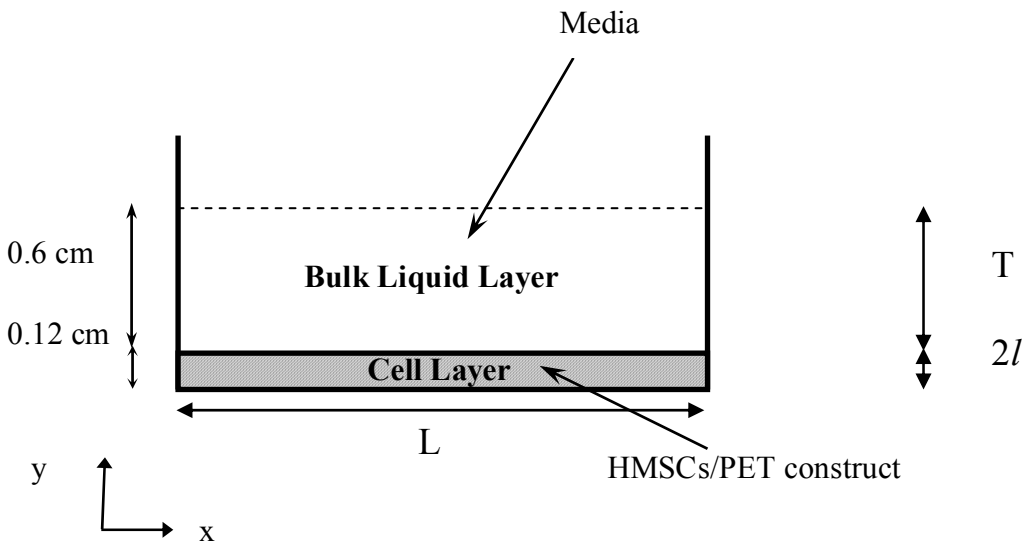 Media
0.6 cm
Bulk Liquid Layer
T
0.12 cm
2l
Cell Layer
L
HMSCs/PET construct
y
x